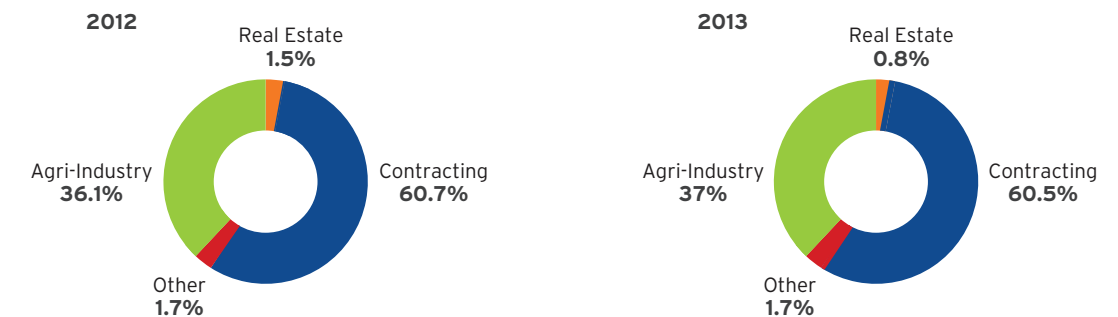 2012
Real Estate
1.5%
Agri-Industry
36.1%
Contracting
60.7%
Other
1.7%
2013
Real Estate
0.8%
Agri-Industry
37%
Contracting
60.5%
Other
1.7%